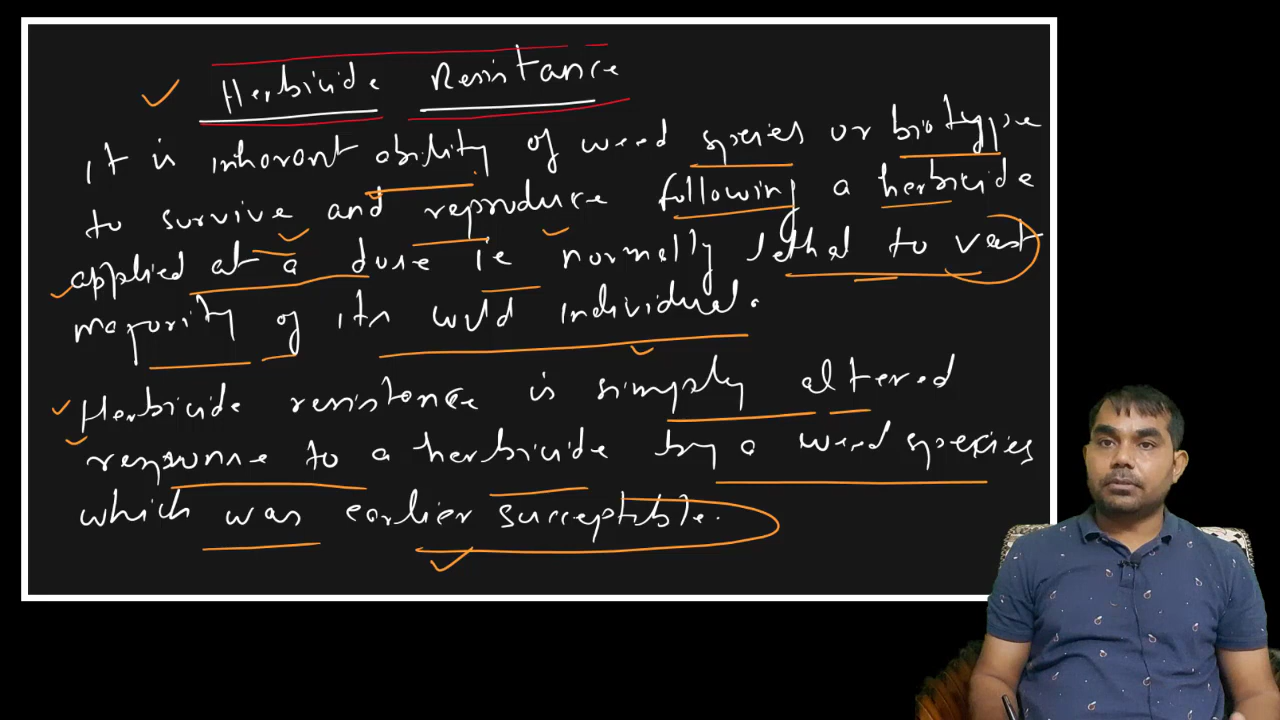 Herbicide Resistance
It is inherent ability of weed species or biotype
to survive and reproduce following a herbicide
applied at a dose ie normally lethal to vast
majority of its wild individual.
Herbicide resistance is simply altered
response to a herbicide by a weed species
which was earlier susceptible.